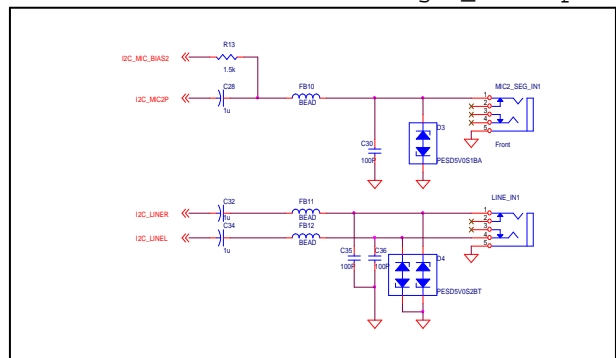 R13
I2C_MIC_BIAS2
1.5k
C28
FB10
MIC2_SEG_IN1
I2C_MIC2P
1u
BEAD
1
2
3
4
5
D3
C30
100P
PESD5V0S1BA
Front
C32
FB11
LINE_IN1
I2C_LINER
1u
BEAD
1
2
3
4
5
C34
FB12
I2C_LINEL
1u
BEAD
C35
C36
D4
100P
100P
PESD5V0S2BT